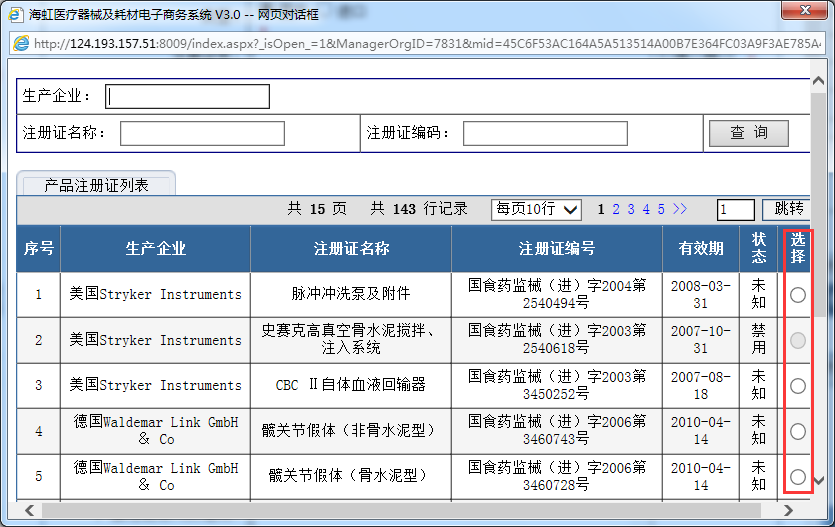 海虹医疗器械及耗材电子商务系统 V3.0 -- 网页对话框
http://124.193.157.51:8009/index.aspx?_isOpen_=1&ManagerOrgID=7831&mid=45C6F53AC164A5A513514A00B7E364FC03A9F3AE785A
生产企业：
注册证名称：
注册证编码：
查 询
产品注册证列表
共 15 页 共 143 行记录 每页10行 1 2 3 4 5 >> 1 跳转
序号 生产企业 注册证名称 注册证编号 有效期 状态 选择
1 美国Stryker Instruments 脉冲冲洗泵及附件 国食药监械（进）字2004第2540494号 2008-03-31 未知
2 美国Stryker Instruments 史赛克高真空骨水泥搅拌、注入系统 国食药监械（进）字2003第2540618号 2007-10-31 禁用
3 美国Stryker Instruments CBC Ⅱ自体血液回输器 国食药监械（进）字2003第3450252号 2007-08-18 未知
4 德国Waldemar Link GmbH & Co 髋关节假体（非骨水泥型） 国食药监械（进）字2006第3460743号 2010-04-14 未知
5 德国Waldemar Link GmbH & Co 髋关节假体（骨水泥型） 国食药监械（进）字2006第3460728号 2010-04-14 未知